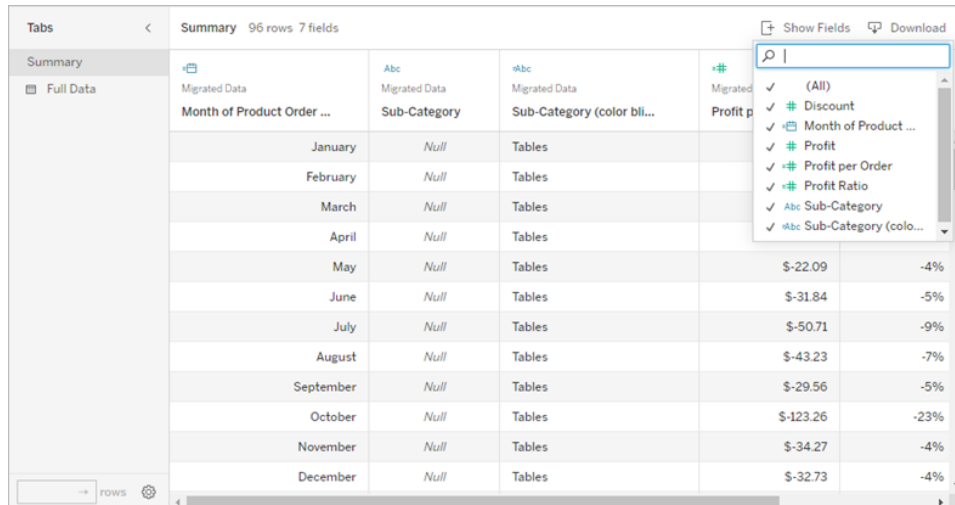 Tabs
Summary 96 rows 7 fields
Show Fields
Download
Summary
Full Data
Abc
Abc
Migrated Data
Migrated Data
Migrated Data
Migrated
Month of Product Order ...
Sub-Category
Sub-Category (color bli...
Profit p
(All)
Discount
Month of Product ...
Profit
Profit per Order
Profit Ratio
Abc Sub-Category
Abc Sub-Category (colo...
January Null Tables
February Null Tables
March Null Tables
April Null Tables
May Null Tables $-22.09 -4%
June Null Tables $-31.84 -5%
July Null Tables $-50.71 -9%
August Null Tables $-43.23 -7%
September Null Tables $-29.56 -5%
October Null Tables $-123.26 -23%
November Null Tables $-34.27 -4%
December Null Tables $-32.73 -4%
rows